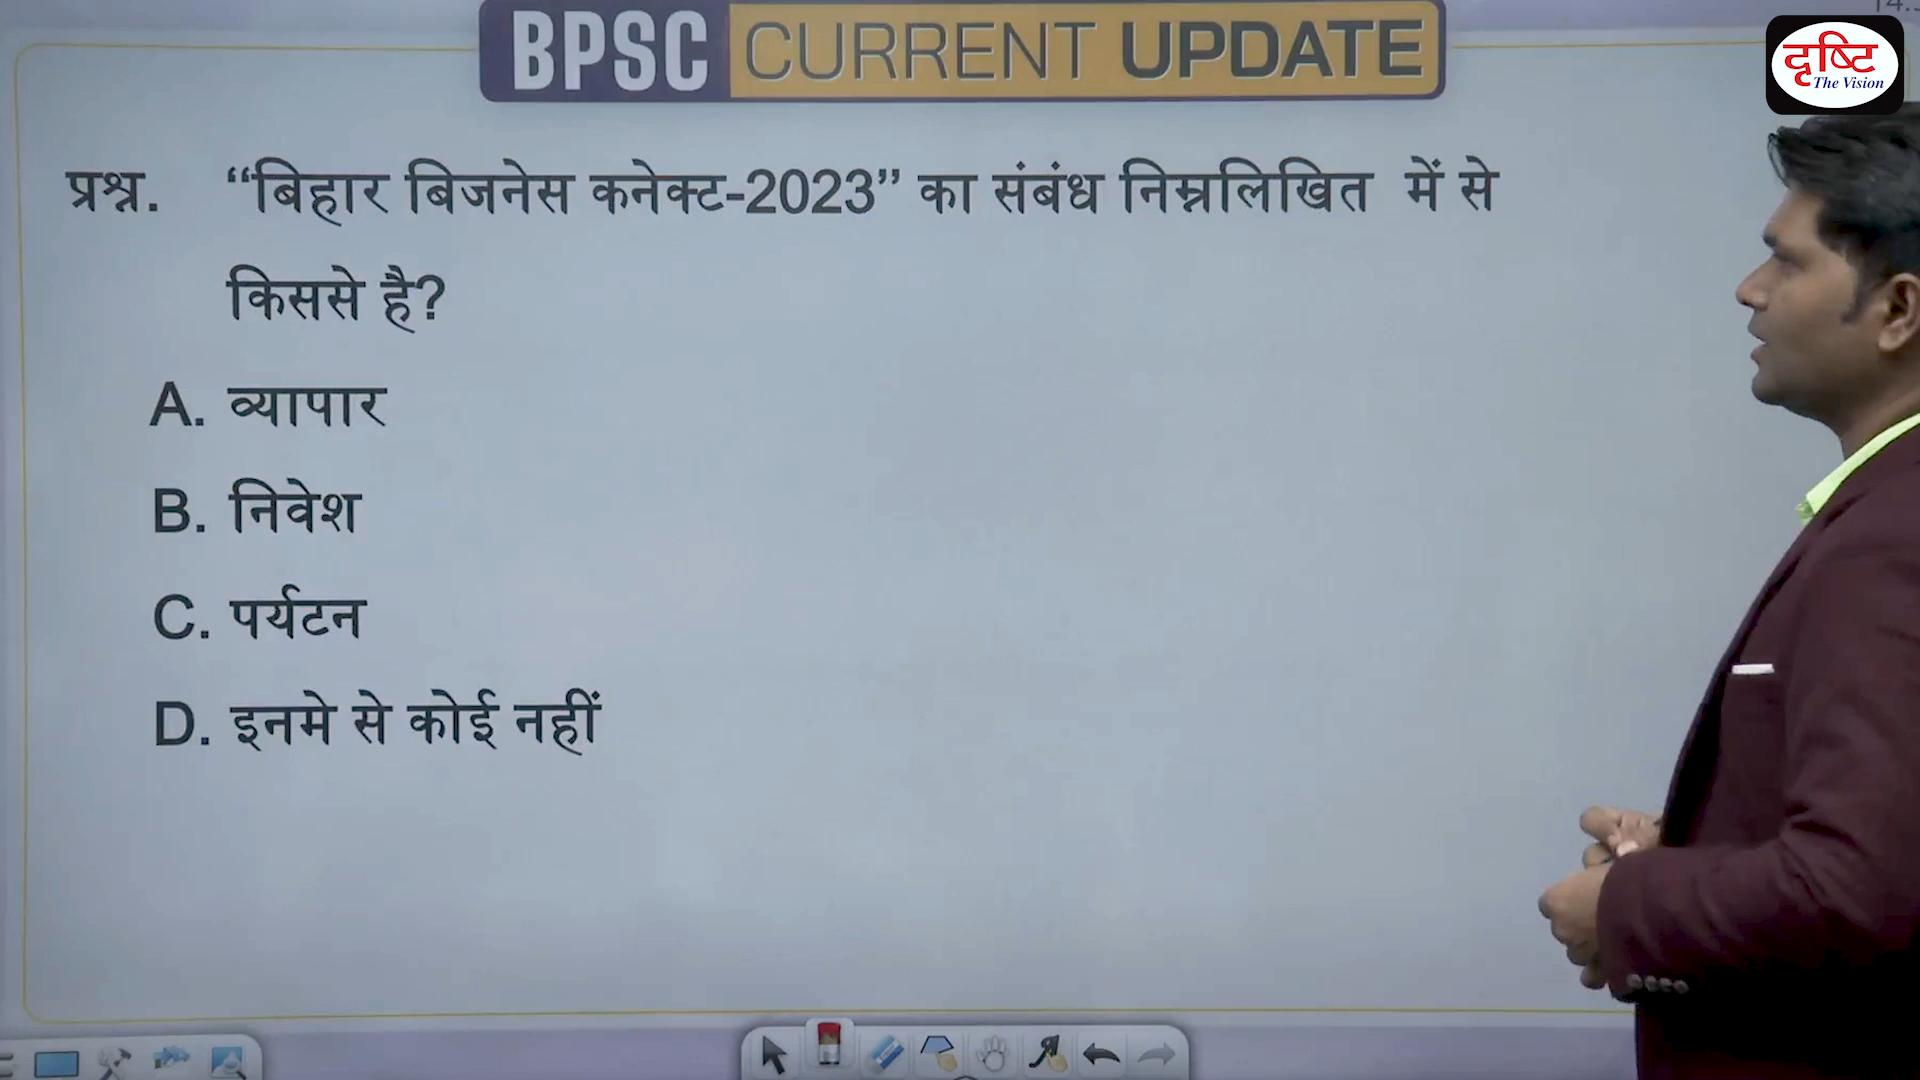 BPSC CURRENT UPDATE
दृष्टि
The Vision
प्रश्न. “बिहार बिजनेस कनेक्ट-2023” का संबंध निम्नलिखित में से
किससे है?
A. व्यापार
B. निवेश
C. पर्यटन
D. इनमे से कोई नहीं